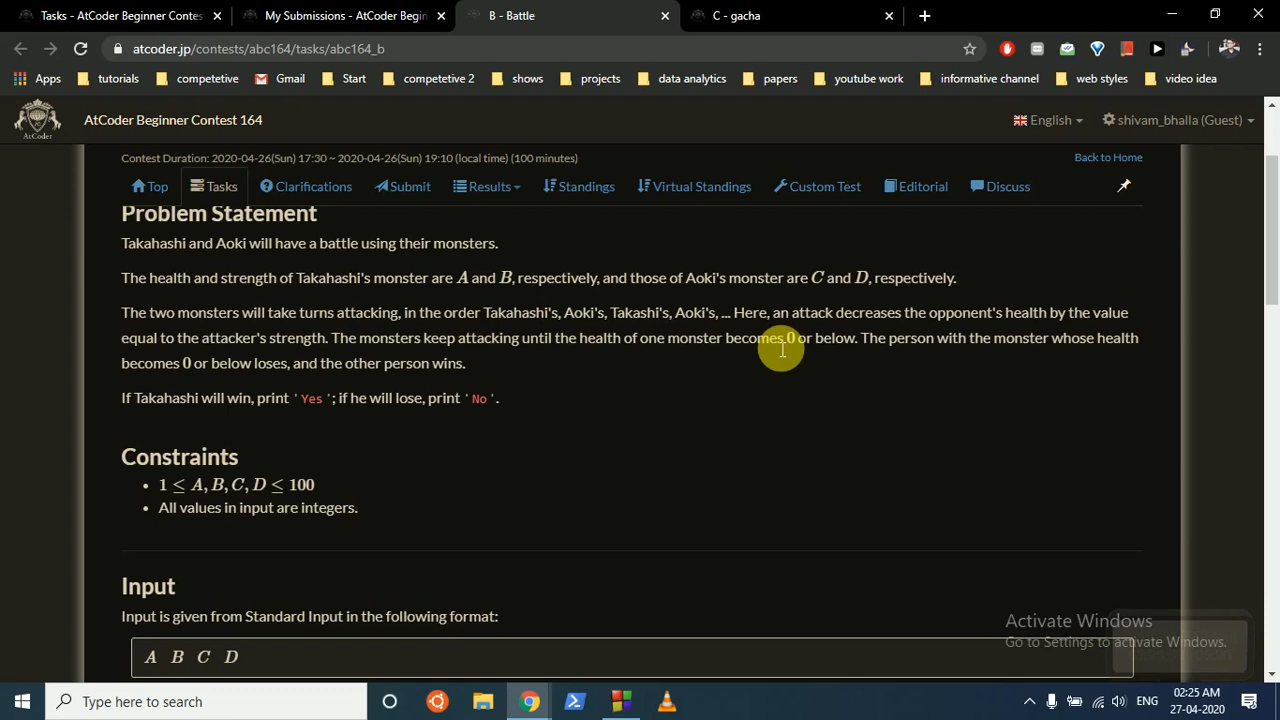 Tasks - AtCoder Beginner Contest
My Submissions - AtCoder Beginn
B - Battle
C - gacha
atcoder.jp/contests/abc164/tasks/abc164_b
Apps
tutorials
competetive
Gmail
Start
competetive 2
shows
projects
data analytics
papers
youtube work
informative channel
web styles
video idea
AtCoder Beginner Contest 164
English
shivam_bhalla (Guest)
Contest Duration: 2020-04-26(Sun) 17:30 ~ 2020-04-26(Sun) 19:10 (local time) (100 minutes)
Back to Home
Top
Tasks
Clarifications
Submit
Results
Standings
Virtual Standings
Custom Test
Editorial
Discuss
Problem Statement
Takahashi and Aoki will have a battle using their monsters.
The health and strength of Takahashi's monster are A and B, respectively, and those of Aoki's monster are C and D, respectively.
The two monsters will take turns attacking, in the order Takahashi's, Aoki's, Takashi's, Aoki's, ... Here, an attack decreases the opponent's health by the value
equal to the attacker's strength. The monsters keep attacking until the health of one monster becomes 0 or below. The person with the monster whose health
becomes 0 or below loses, and the other person wins.
If Takahashi will win, print 'Yes'; if he will lose, print 'No'.
Constraints
• 1 ≤ A, B, C, D ≤ 100
• All values in input are integers.
Input
Input is given from Standard Input in the following format:
A B C D
Activate Windows
Go to Settings to activate Windows.
Type here to search
ENG
02:25 AM
27-04-2020